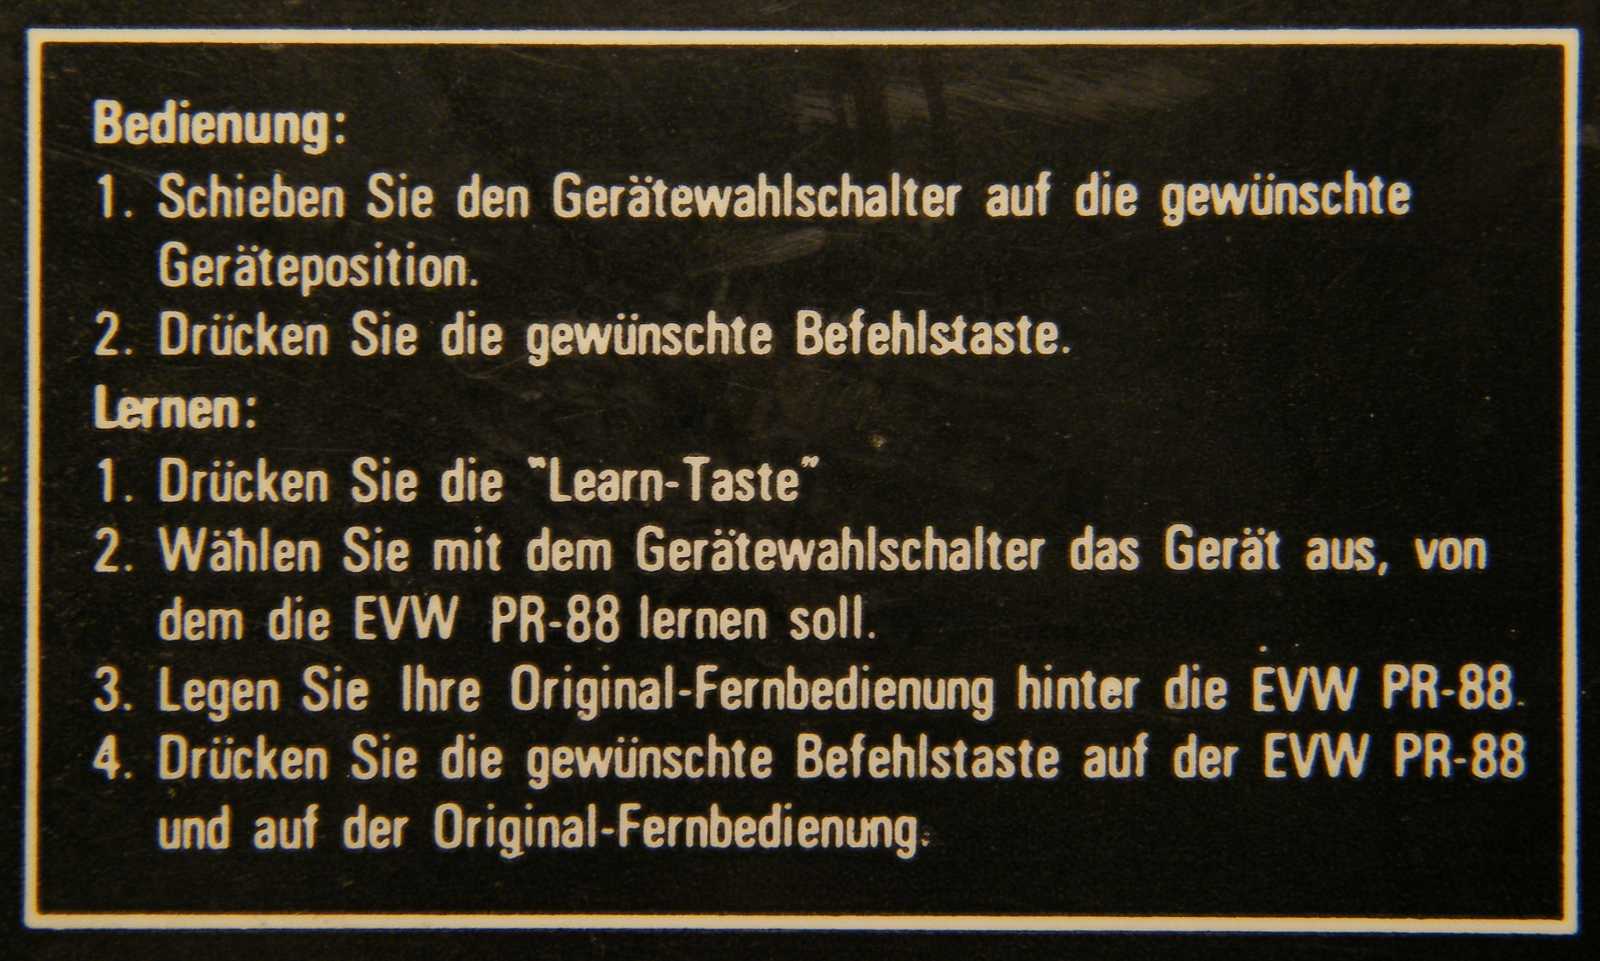 Bedienung:
1. Schieben Sie den Gerätewahlschalter auf die gewünschte
Geräteposition.
2. Drücken Sie die gewünschte Befehlstaste.
Lernen:
1. Drücken Sie die "Learn-Taste"
2. Wählen Sie mit dem Gerätewahlschalter das Gerät aus, von
dem die EVW PR-88 lernen soll.
3. Legen Sie Ihre Original-Fernbedienung hinter die EVW PR-88.
4. Drücken Sie die gewünschte Befehlstaste auf der EVW PR-88
und auf der Original-Fernbedienung.